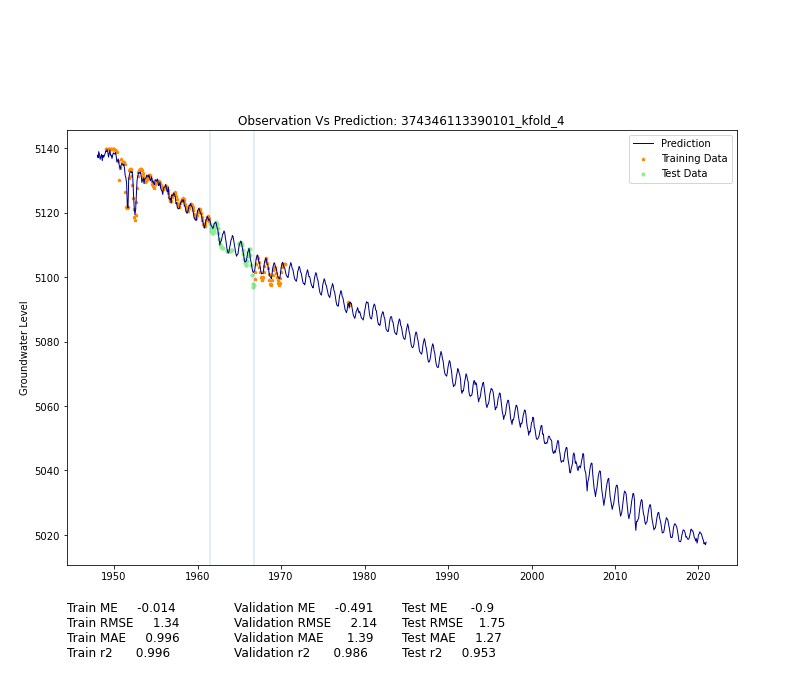 Observation Vs Prediction: 374346113390101_kfold_4
Prediction
Training Data
Test Data
5140
5120
5100
5080
5060
5040
5020
Groundwater Level
1950 1960 1970 1980 1990 2000 2010 2020
Train ME -0.014 Validation ME -0.491 Test ME -0.9
Train RMSE 1.34 Validation RMSE 2.14 Test RMSE 1.75
Train MAE 0.996 Validation MAE 1.39 Test MAE 1.27
Train r2 0.996 Validation r2 0.986 Test r2 0.953